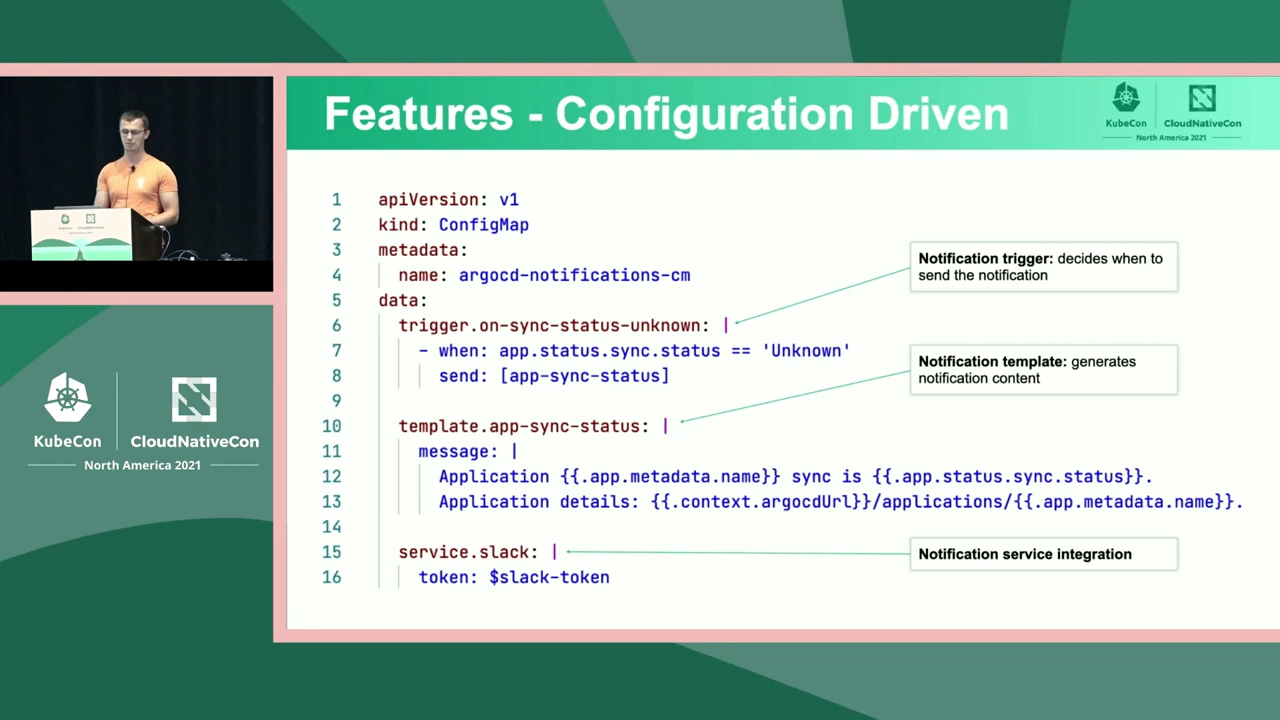 Features - Configuration Driven
KubeCon
CloudNativeCon
North America 2021
1 apiVersion: v1
2 kind: ConfigMap
3 metadata:
4 name: argocd-notifications-cm
5 data:
6 trigger.on-sync-status-unknown: |
7 - when: app.status.sync.status == 'Unknown'
8 send: [app-sync-status]
9
10 template.app-sync-status: |
11 message: |
12 Application {{.app.metadata.name}} sync is {{.app.status.sync.status}}.
13 Application details: {{.context.argocdUrl}}/applications/{{.app.metadata.name}}.
14
15 service.slack: |
16 token: $slack-token
Notification trigger: decides when to
send the notification
Notification template: generates
notification content
Notification service integration
KubeCon
CloudNativeCon
North America 2021